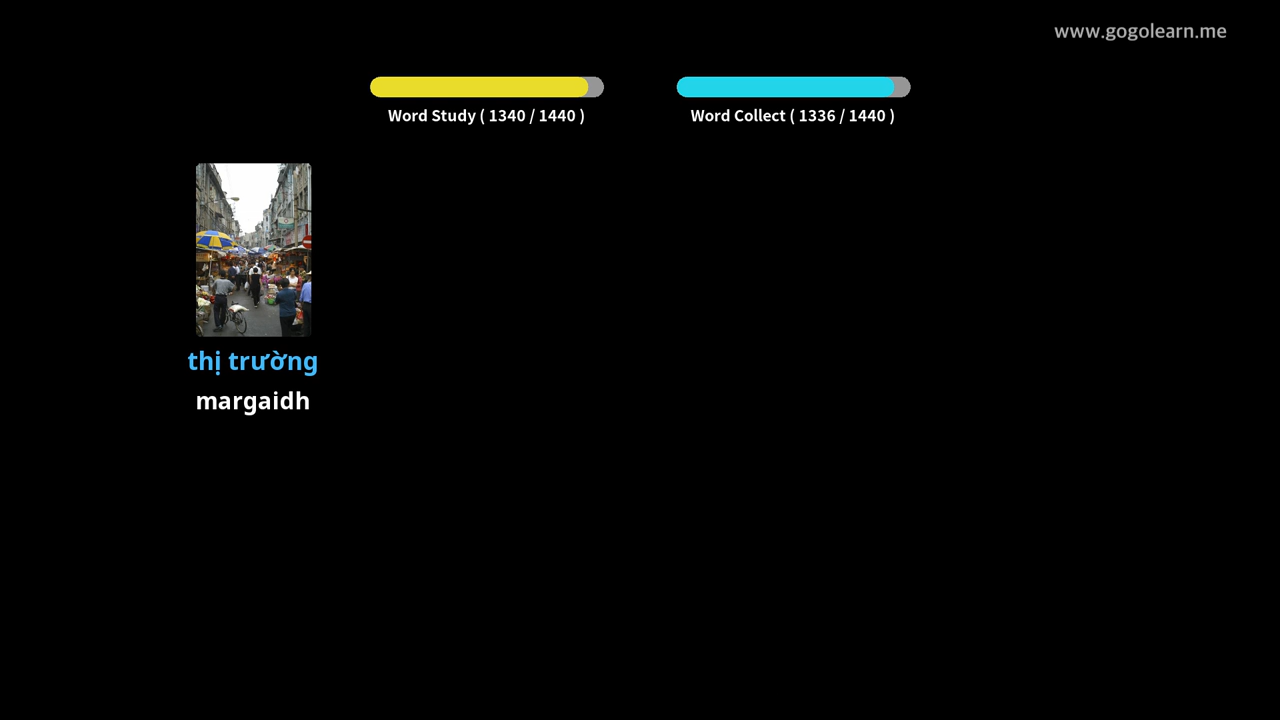 www.gogolearn.me
Word Study ( 1340 / 1440 )
Word Collect ( 1336 / 1440 )
thị trường
margaidh